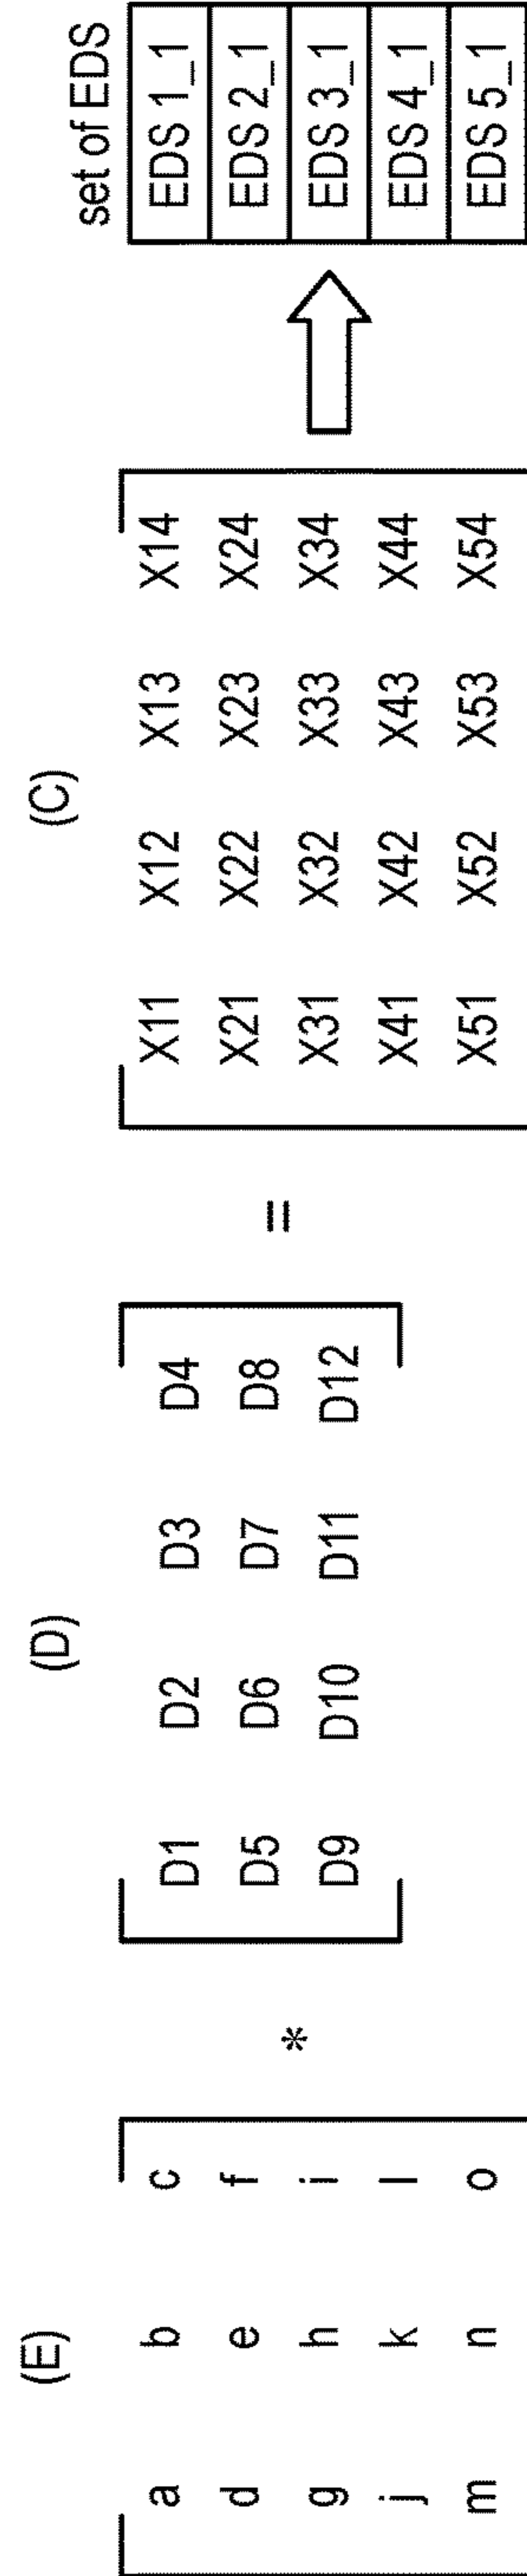 (E) (D) (C) set of EDS
a b c D1 D2 D3 D4 X11 X12 X13 X14 EDS 1_1
d e f D5 D6 D7 D8 X21 X22 X23 X24 EDS 2_1
g h i * D9 D10 D11 D12 = X31 X32 X33 X34 EDS 3_1
j k l X41 X42 X43 X44 EDS 4_1
m n o X51 X52 X53 X54 EDS 5_1